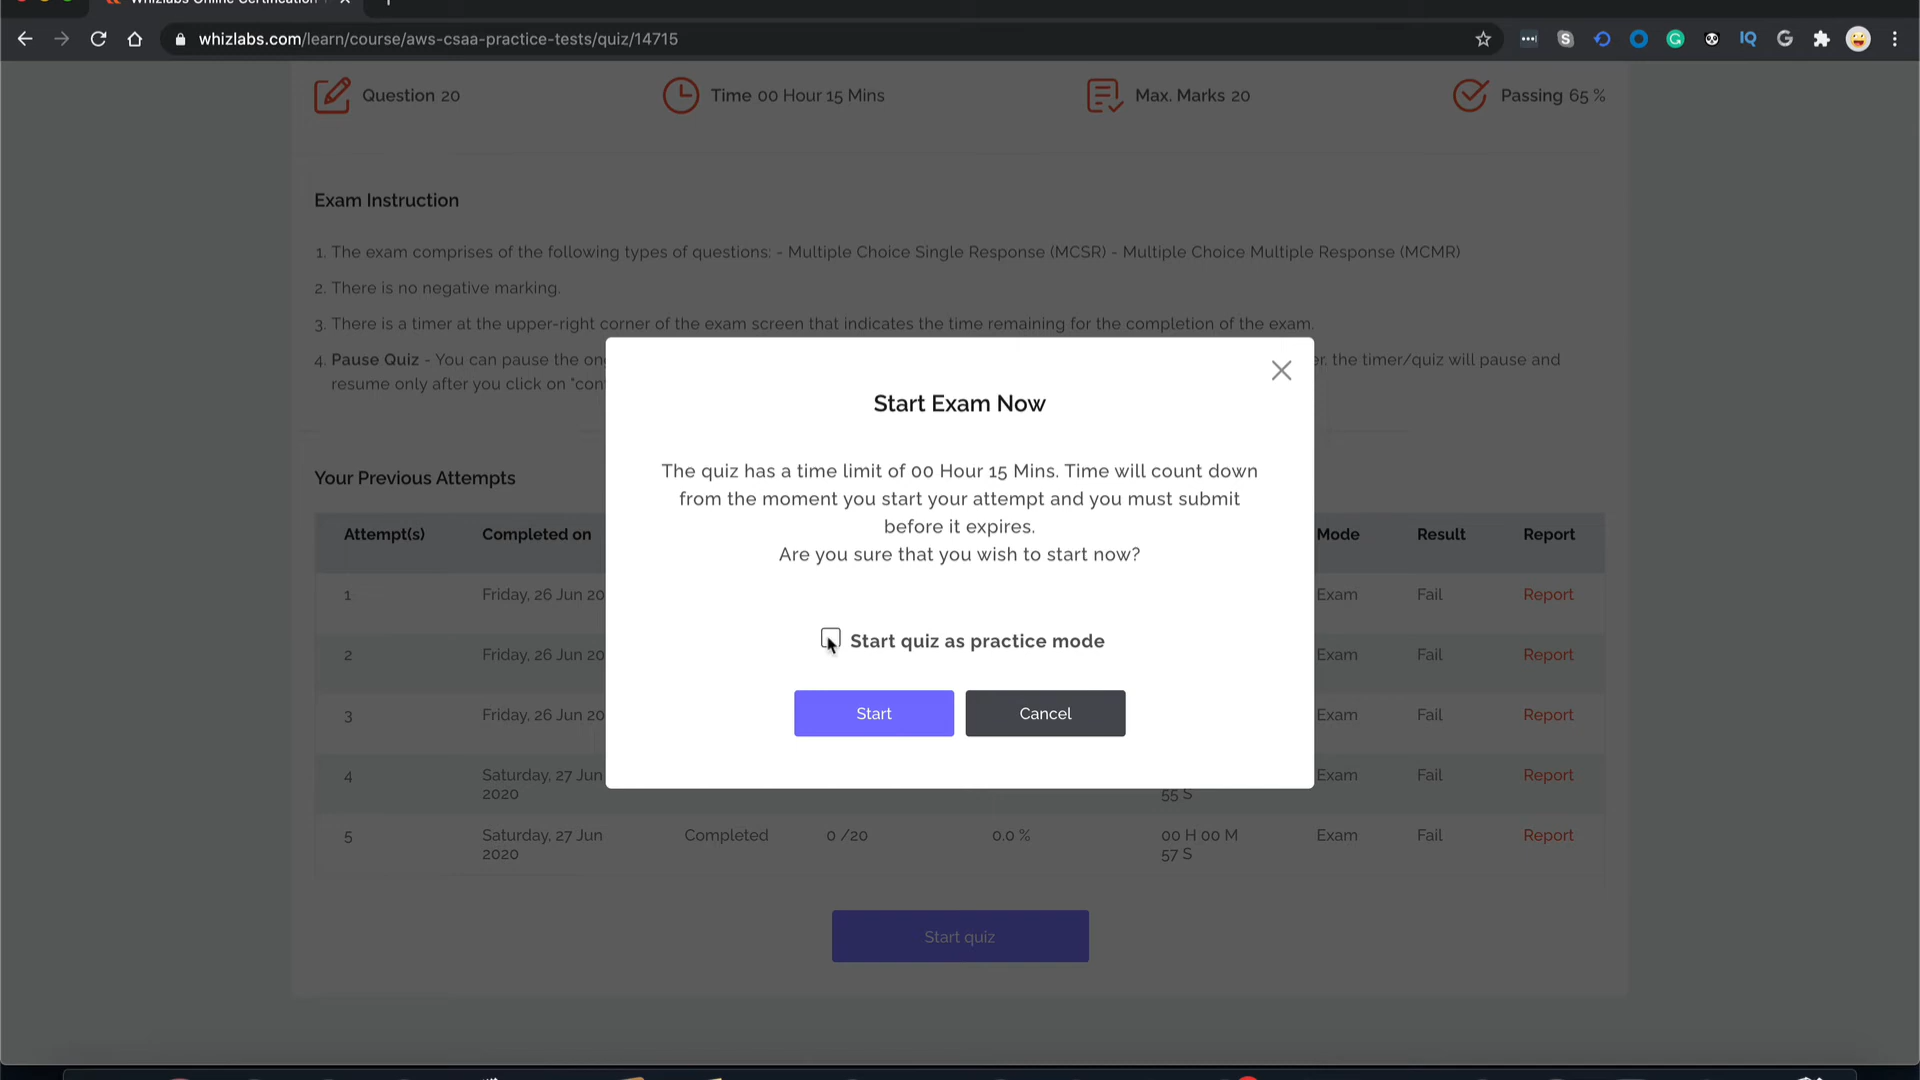 Whizlabs Online Certification
whizlabs.com/learn/course/aws-csaa-practice-tests/quiz/14715
Question 20
Time 00 Hour 15 Mins
Max. Marks 20
Passing 65 %
Exam Instruction
1. The exam comprises of the following types of questions: - Multiple Choice Single Response (MCSR) - Multiple Choice Multiple Response (MCMR)
2. There is no negative marking.
3. There is a timer at the upper-right corner of the exam screen that indicates the time remaining for the completion of the exam.
4. Pause Quiz - You can pause the
the timer/quiz will pause and
resume only after you click on
Start Exam Now
The quiz has a time limit of 00 Hour 15 Mins. Time will count down
from the moment you start your attempt and you must submit
before it expires.
Are you sure that you wish to start now?
Start quiz as practice mode
Start
Cancel
Your Previous Attempts
Attempt(s) Completed on Mode Result Report
1 Friday, 26 Jun Exam Fail Report
2 Friday, 26 Jun Exam Fail Report
3 Friday, 26 Jun Exam Fail Report
4 Saturday, 27 Jun Exam Fail Report
2020 55 S
5 Saturday, 27 Jun Completed 0 /20 0.0 % 00 H 00 M Exam Fail Report
2020 57 S
Start quiz